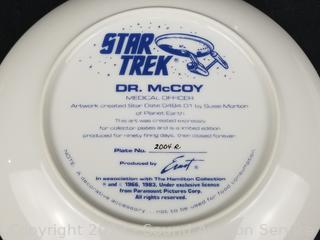 STAR
TREK
DR. McCOY
MEDICAL OFFICER
Artwork created Star Date 0484.01 by Susie Morton
of Planet Earth
This art was created expressly
for collector plates and is a limited edition
produced for ninety firing days, then closed forever.
Plate No. 2004 R
Produced by Ernst
In association with The Hamilton Collection
® and © 1966, 1983. Under exclusive license
from Paramount Pictures Corp.
All rights reserved.
NOTE: A decorative accessory... not to be used for food consumption.